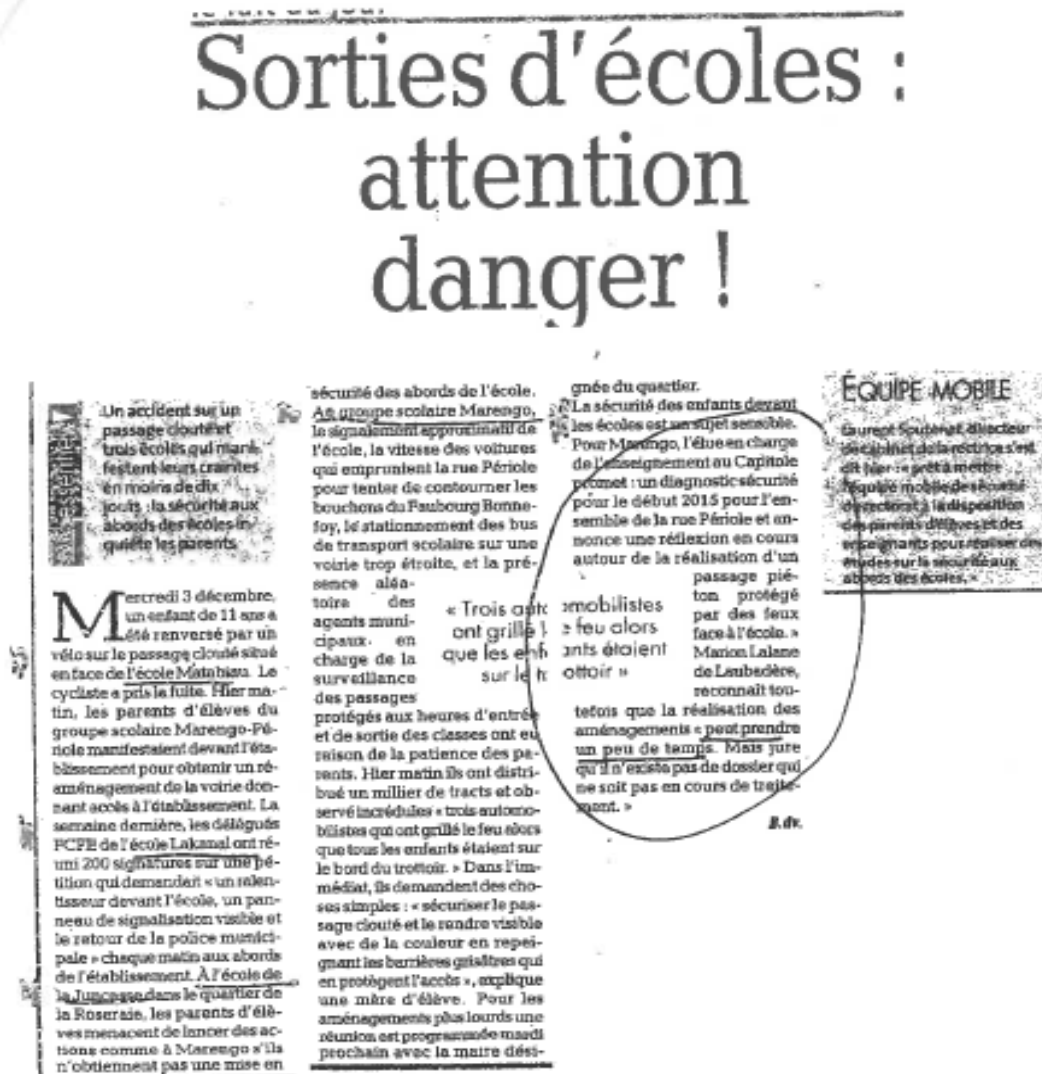 le fait du jour
Sorties d'écoles :
attention
danger !
L'ESSENTIEL
Un accident sur un
passage clouté et
trois écoles qui mani-
festent leurs craintes
en moins de dix
jours : la sécurité aux
abords des écoles in-
quiète les parents.
Mercredi 3 décembre,
un enfant de 11 ans a
été renversé par un
vélo sur le passage clouté situé
en face de l'école Matabiau. Le
cycliste a pris la fuite. Hier ma-
tin, les parents d'élèves du
groupe scolaire Marengo-Pé-
riole manifestaient devant l'éta-
blissement pour obtenir un ré-
aménagement de la voirie don-
nant accès à l'établissement. La
semaine dernière, les délégués
FCPE de l'école Lakanal ont ré-
uni 200 signatures sur une pé-
tition qui demandait « un ralen-
tisseur devant l'école, un pan-
neau de signalisation visible et
le retour de la police munici-
pale » chaque matin aux abords
de l'établissement. À l'école de
la Juncasse dans le quartier de
la Roseraie, les parents d'élè-
ves menacent de lancer des ac-
tions comme à Marengo s'ils
n'obtiennent pas une mise en
sécurité des abords de l'école.
Au groupe scolaire Marengo,
le signalement approximatif de
l'école, la vitesse des voitures
qui empruntent la rue Périole
pour tenter de contourner les
bouchons du Faubourg Bonne-
foy, le stationnement des bus
de transport scolaire sur une
voirie trop étroite, et la pré-
sence aléa-
toire des
agents muni-
cipaux en
charge de la
surveillance
des passages
protégés aux heures d'entrée
et de sortie des classes ont eu
raison de la patience des pa-
rents. Hier matin ils ont distri-
bué un millier de tracts et ob-
servé incrédules « trois automo-
bilistes qui ont grillé le feu alors
que tous les enfants étaient sur
le bord du trottoir. » Dans l'im-
médiat, ils demandent des cho-
ses simples : « sécuriser le pas-
sage clouté et le rendre visible
avec de la couleur en repei-
gnant les barrières grisâtres qui
en protègent l'accès », explique
une mère d'élève. Pour les
aménagements plus lourds une
réunion est programmée mardi
prochain avec la maire dési-
« Trois automobilistes
ont grillé le feu alors
que les enfants étaient
sur le trottoir »
gnée du quartier.
La sécurité des enfants devant
les écoles est un sujet sensible.
Pour Marengo, l'élue en charge
de l'enseignement au Capitole
promet : un diagnostic sécurité
pour le début 2015 pour l'en-
semble de la rue Périole et an-
nonce une réflexion en cours
autour de la réalisation d'un
passage pié-
ton protégé
par des feux
face à l'école. »
Marion Lalane
de Laubadère,
reconnaît tou-
tefois que la réalisation des
aménagements « peut prendre
un peu de temps. Mais jure
qu'il n'existe pas de dossier qui
ne soit pas en cours de traite-
ment. »
B.dv.
ÉQUIPE MOBILE
Laurent Soutenet directeur
de cabinet de la rectrice s'est
dit hier : « prêt à mettre
l'équipe mobile de sécurité
du rectorat à la disposition
des parents d'élèves et des
enseignants pour réaliser des
études sur la sécurité aux
abords des écoles. »